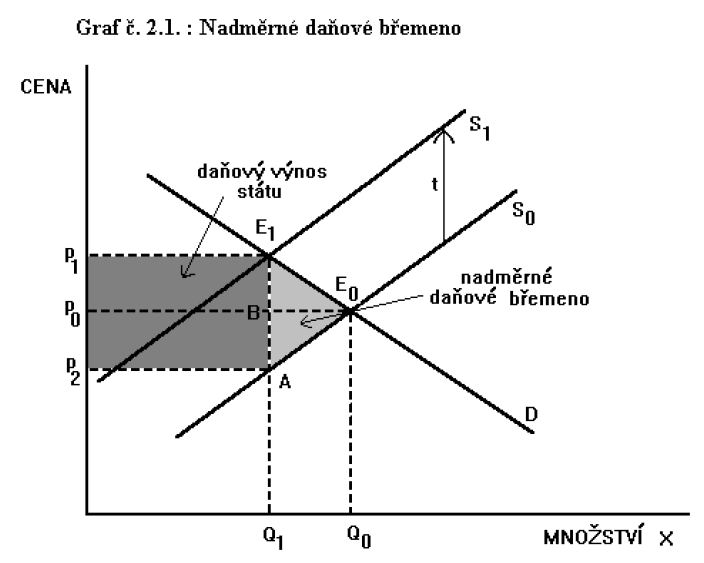 Graf č. 2.1. : Nadměrné daňové břemeno
CENA
S1
daňový výnos
státu
t
S0
E1
P1
E0
nadměrné
daňové břemeno
P0
B
P2
A
D
Q1
Q0
MNOŽSTVÍ X